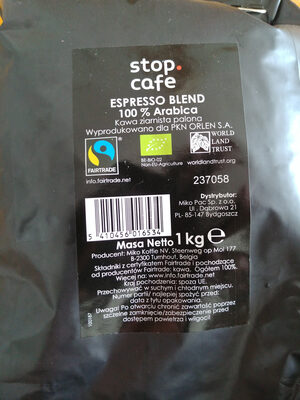 stop.
cafe
ESPRESSO BLEND
100 % Arabica
Kawa ziarnista palona
Wyprodukowano dla PKN ORLEN S.A.
FAIRTRADE
info.fairtrade.net
BE-BIO-02
Non-EU-Agriculture
WORLD
LAND
TRUST
worldlandtrust.org
237058
Dystrybutor:
Miko Pac Sp. z o.o.
Ul. Dąbrowa 21
PL- 85-147 Bydgoszcz
5 410456 016534
Masa Netto 1 kg e
Producent: Miko Koffie NV, Steenweg op Mol 177,
B-2300 Turnhout, Belgia
Składniki z certyfikatem Fairtrade i pochodzące
od producentów Fairtrade: kawa. Ogółem 100%.
Więcej na: www.info.fairtrade.net
Kraj pochodzenia: spoza UE.
Przechowywać w suchym i chłodnym miejscu.
Numer partii/ najlepiej spożyć przed:
data z tyłu opakowania.
Uwaga! Po otwarciu chronić zawartość poprzez
szczelne zamknięcie/zabezpieczenie przed
dostępem powietrza i wilgoci